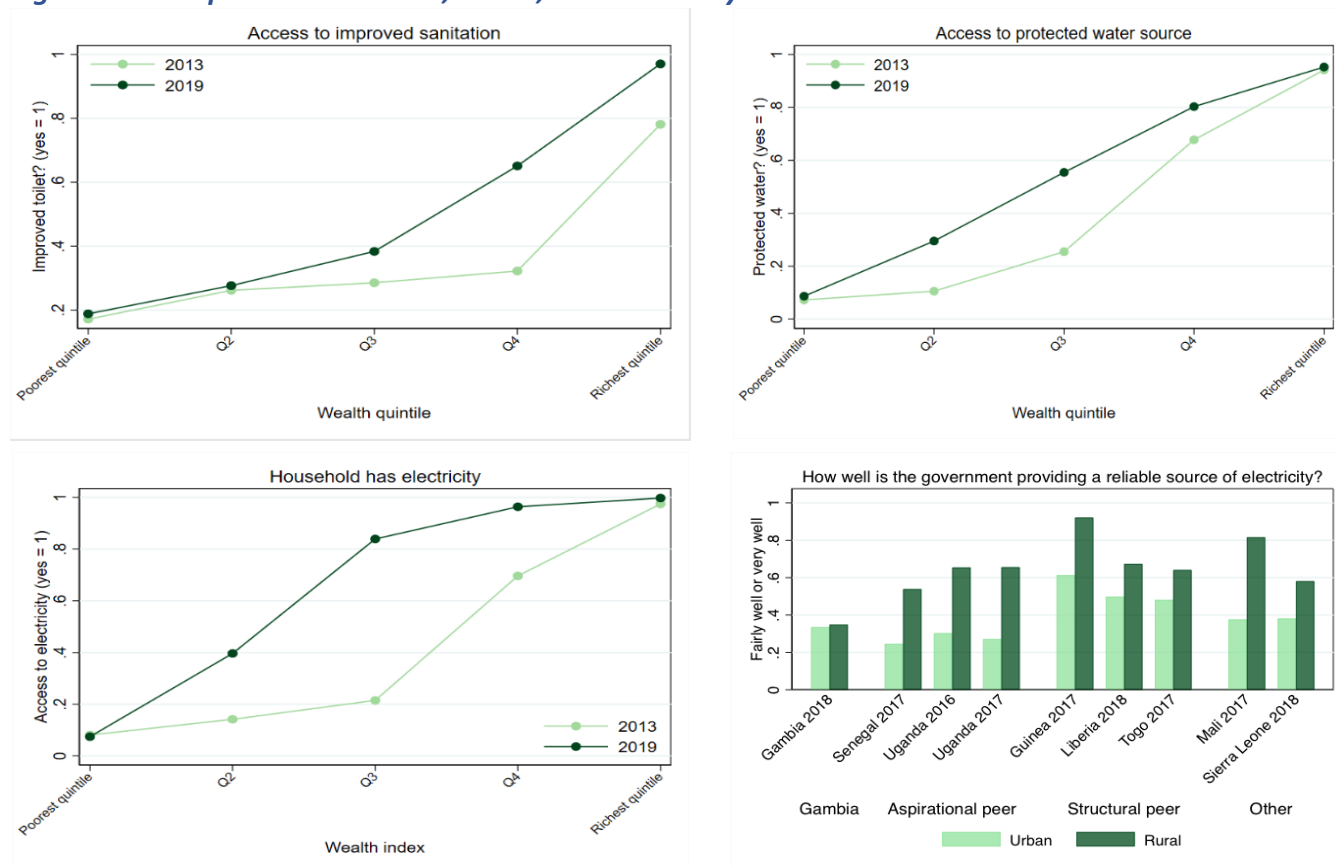 Access to improved sanitation
2013
2019
Improved toilet? (yes = 1)
1
.8
.6
.4
.2
Poorest quintile
Q2
Q3
Q4
Richest quintile
Wealth quintile
Access to protected water source
2013
2019
Protected water? (yes = 1)
1
.8
.6
.4
.2
0
Poorest quintile
Q2
Q3
Q4
Richest quintile
Wealth quintile
Household has electricity
Access to electricity (yes = 1)
1
.8
.6
.4
.2
0
2013
2019
Poorest quintile
Q2
Q3
Q4
Richest quintile
Wealth index
How well is the government providing a reliable source of electricity?
Fairly well or very well
1
.8
.6
.4
.2
0
Gambia 2018
Senegal 2017
Uganda 2016
Uganda 2017
Guinea 2017
Liberia 2018
Togo 2017
Mali 2017
Sierra Leone 2018
Gambia Aspirational peer Structural peer Other
Urban Rural